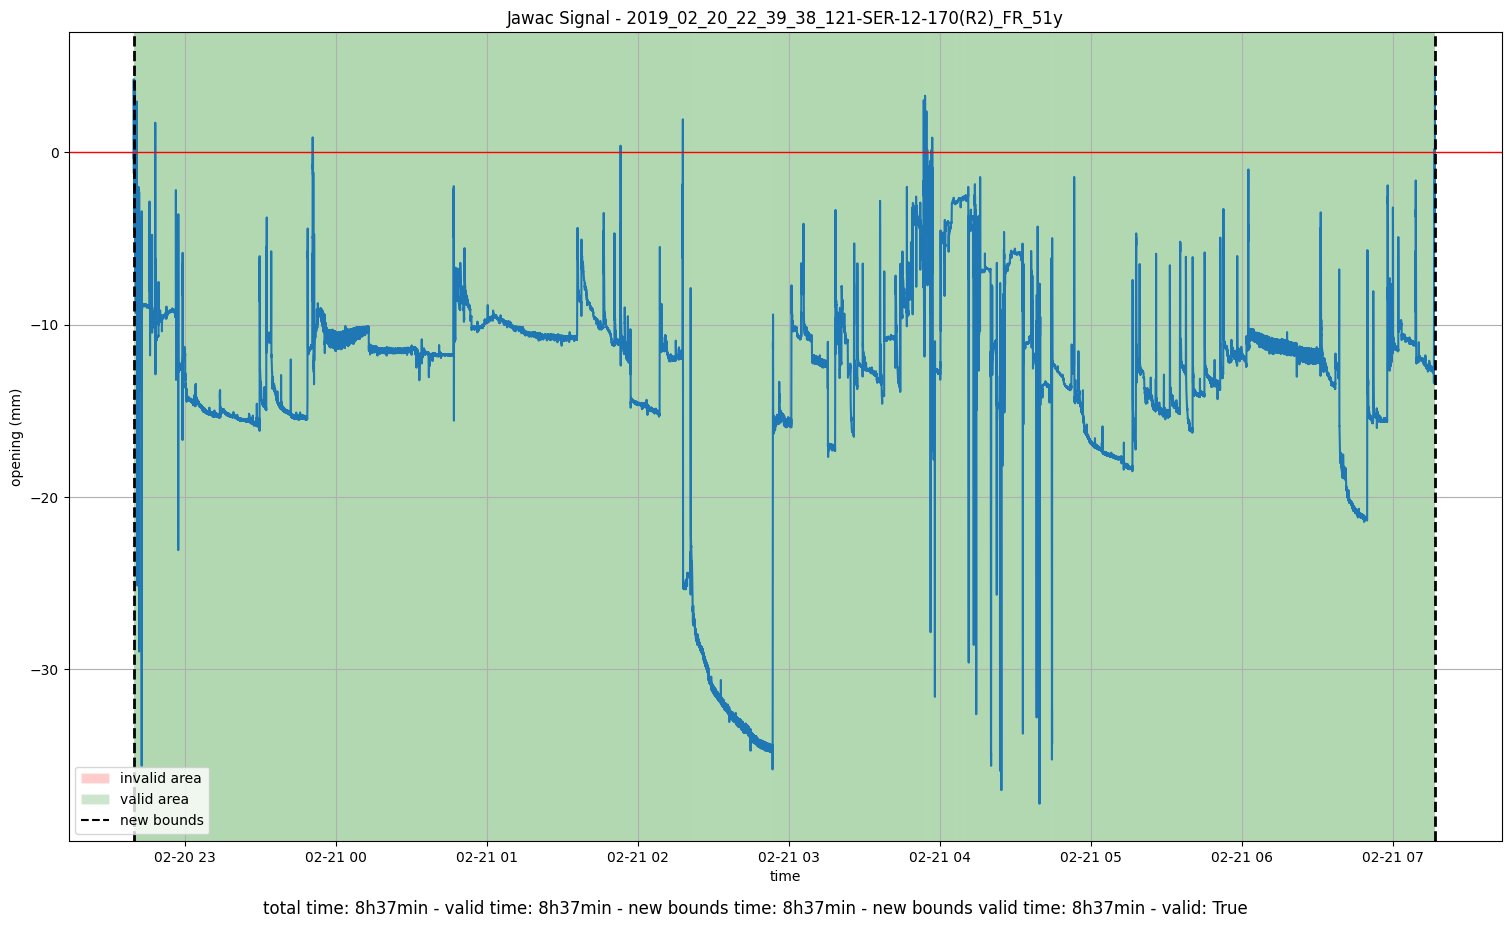 Jawac Signal - 2019_02_20_22_39_38_121-SER-12-170(R2)_FR_51y
opening (mm)
0
−10
−20
−30
invalid area
valid area
new bounds
02-20 23 02-21 00 02-21 01 02-21 02 02-21 03 02-21 04 02-21 05 02-21 06 02-21 07
time
total time: 8h37min - valid time: 8h37min - new bounds time: 8h37min - new bounds valid time: 8h37min - valid: True